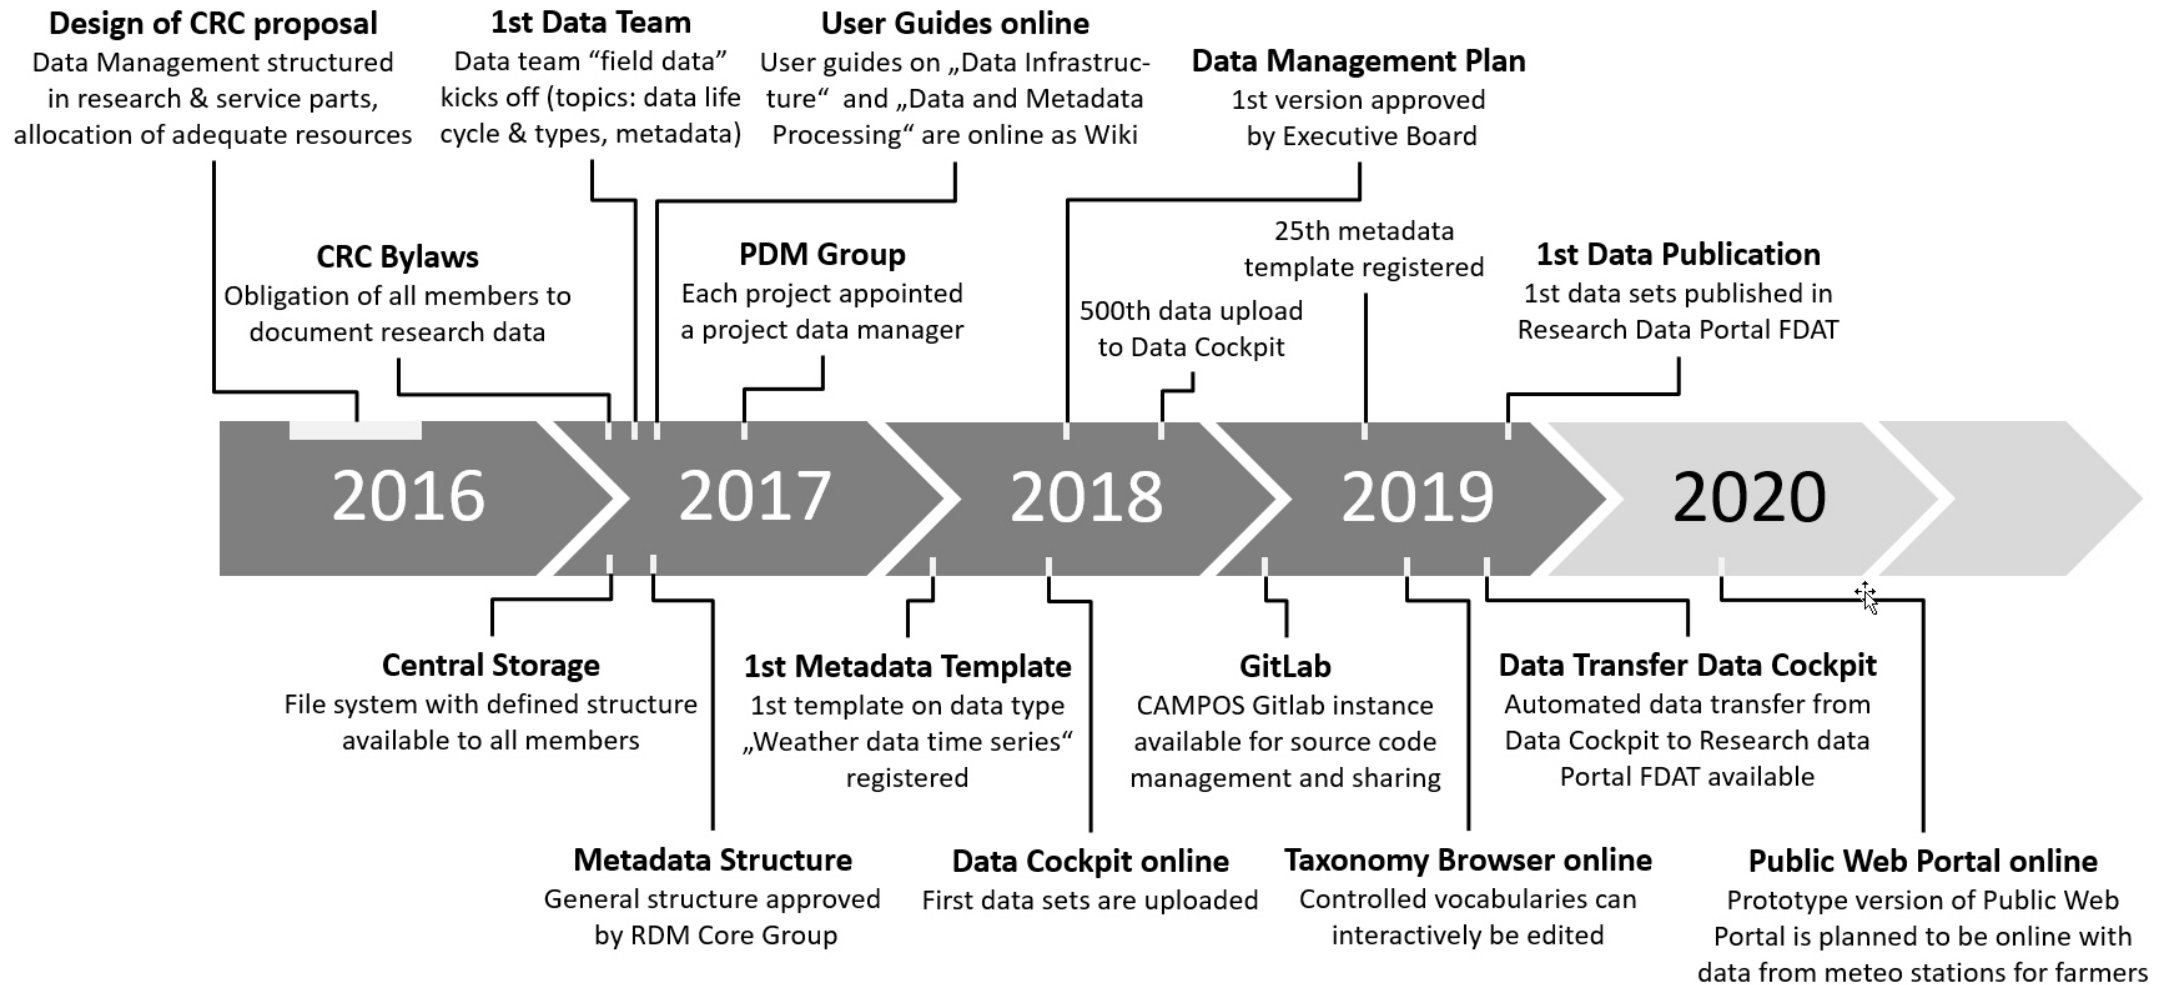 Design of CRC proposal
Data Management structured
in research & service parts,
allocation of adequate resources
1st Data Team
Data team “field data”
kicks off (topics: data life
cycle & types, metadata)
User Guides online
User guides on „Data Infrastruc-
ture“ and „Data and Metadata
Processing“ are online as Wiki
Data Management Plan
1st version approved
by Executive Board
CRC Bylaws
Obligation of all members to
document research data
PDM Group
Each project appointed
a project data manager
500th data upload
to Data Cockpit
25th metadata
template registered
1st Data Publication
1st data sets published in
Research Data Portal FDAT
2016
2017
2018
2019
2020
Central Storage
File system with defined structure
available to all members
1st Metadata Template
1st template on data type
„Weather data time series“
registered
GitLab
CAMPOS Gitlab instance
available for source code
management and sharing
Data Transfer Data Cockpit
Automated data transfer from
Data Cockpit to Research data
Portal FDAT available
Metadata Structure
General structure approved
by RDM Core Group
Data Cockpit online
First data sets are uploaded
Taxonomy Browser online
Controlled vocabularies can
interactively be edited
Public Web Portal online
Prototype version of Public Web
Portal is planned to be online with
data from meteo stations for farmers